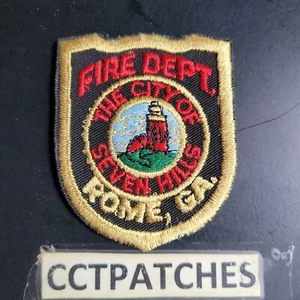 FIRE DEPT.
THE CITY OF
SEVEN HILLS
ROME, GA.
CCTPATCHES